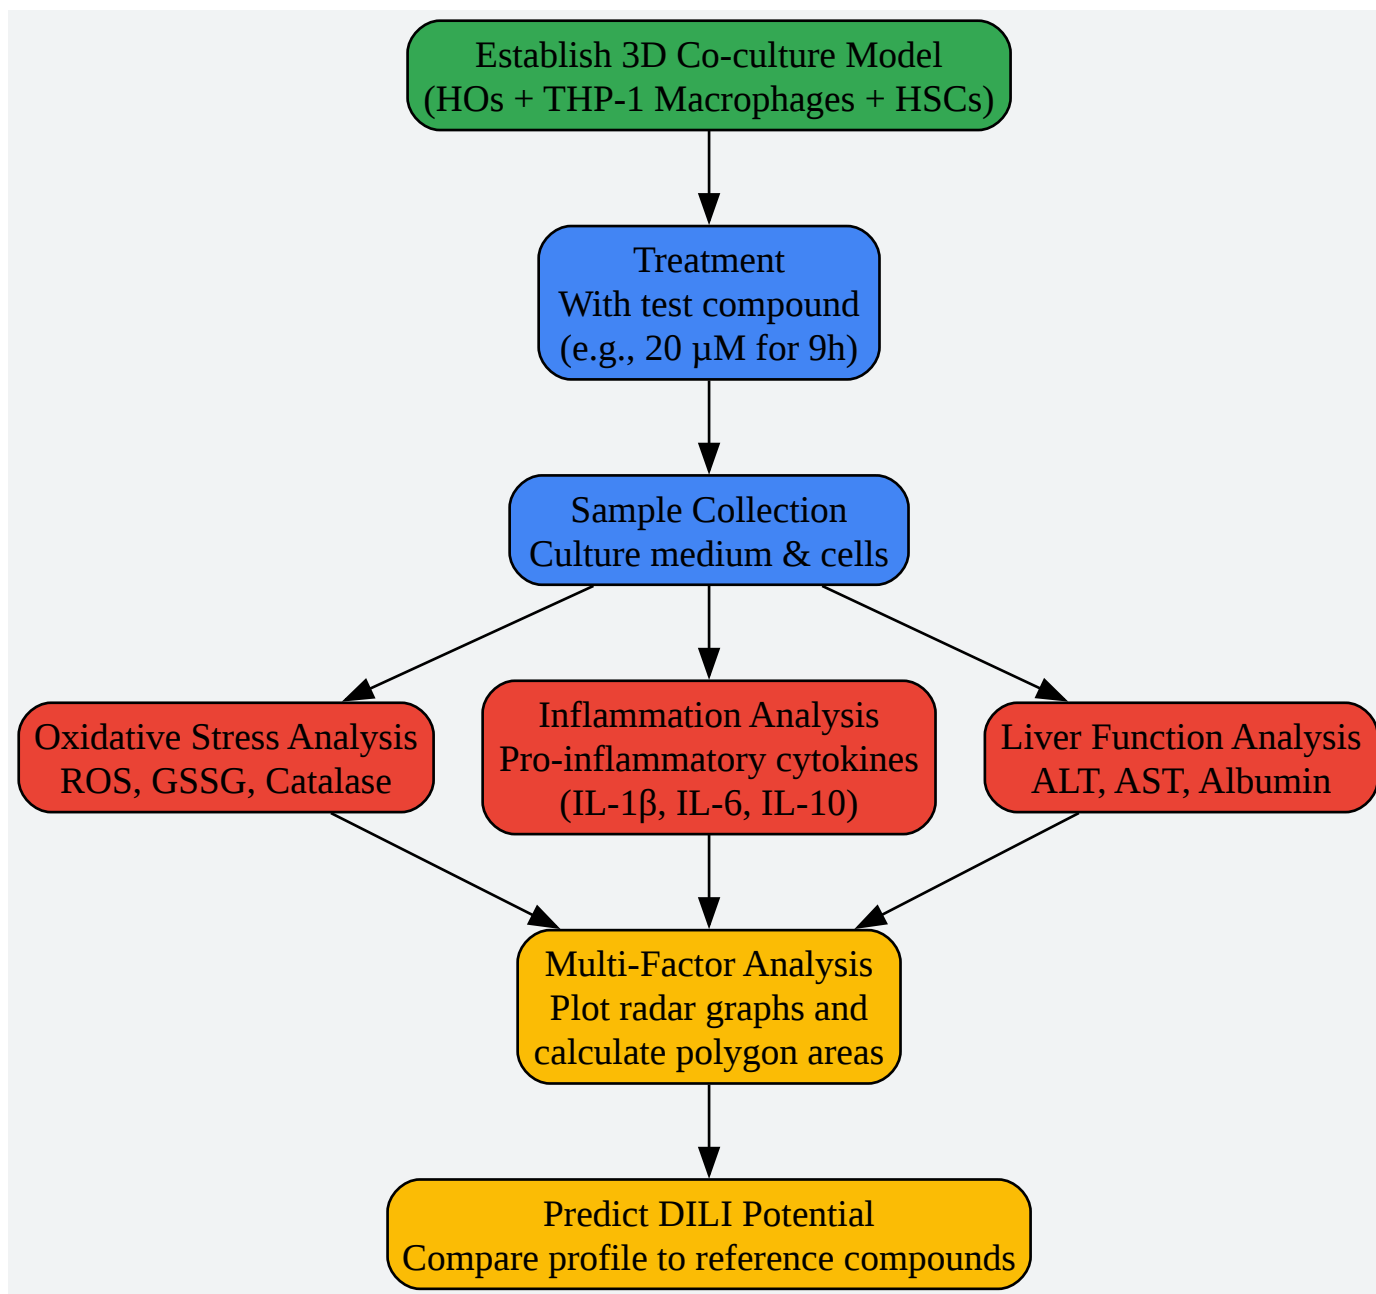 Establish 3D Co-culture Model
(HOs + THP-1 Macrophages + HSCs)
Treatment
With test compound
(e.g., 20 µM for 9h)
Sample Collection
Culture medium & cells
Oxidative Stress Analysis
ROS, GSSG, Catalase
Inflammation Analysis
Pro-inflammatory cytokines
(IL-1β, IL-6, IL-10)
Liver Function Analysis
ALT, AST, Albumin
Multi-Factor Analysis
Plot radar graphs and
calculate polygon areas
Predict DILI Potential
Compare profile to reference compounds